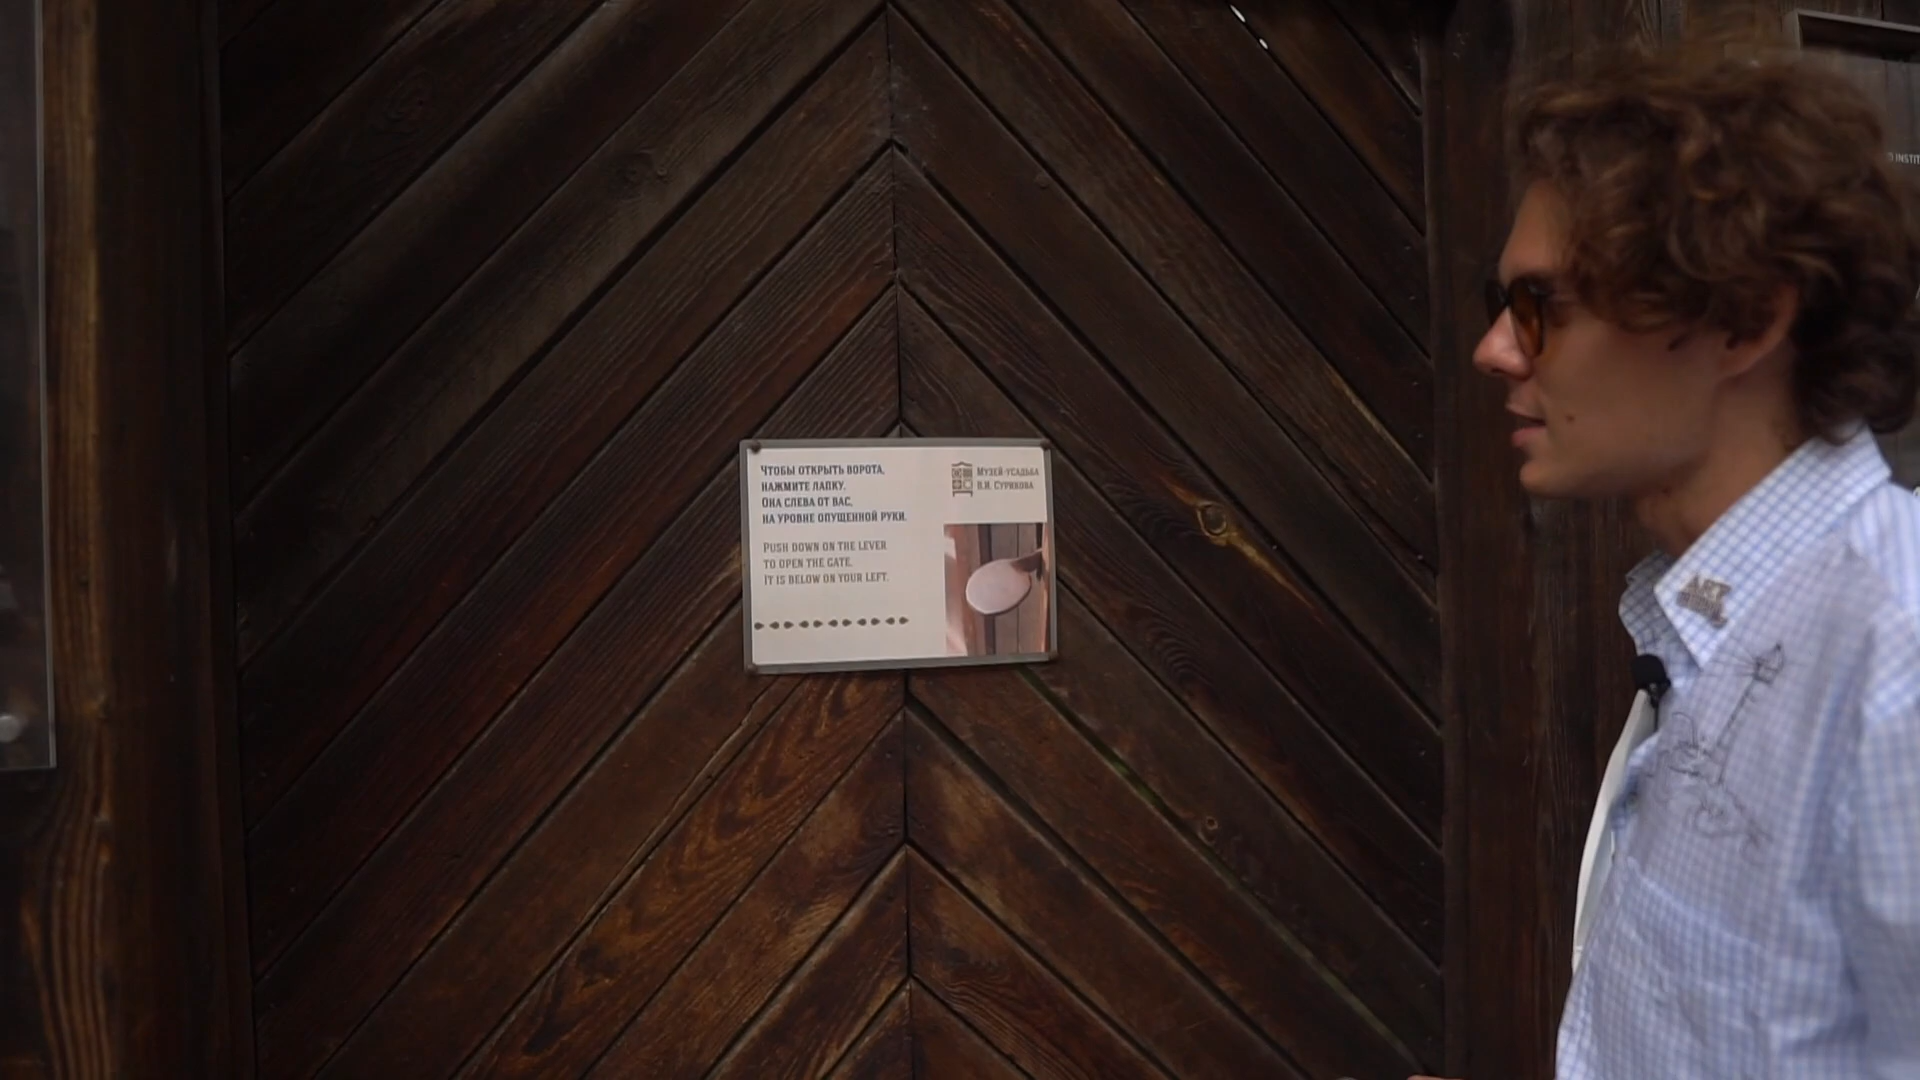 Чтобы открыть ворота,
нажмите лапку.
Она слева от вас,
на уровне опущенной руки.
Push down on the lever
to open the gate.
It is below on your left.
Музей-усадьба
В.И. Сурикова